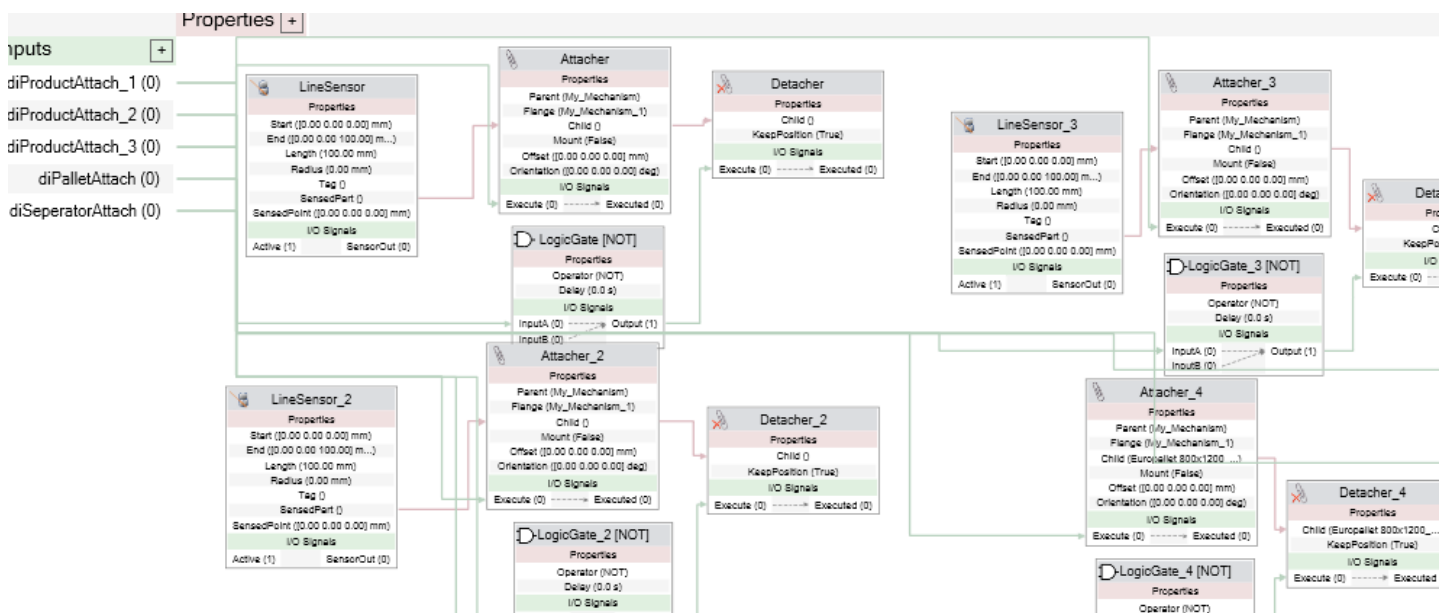 Properties +
nputs +
diProductAttach_1 (0)
diProductAttach_2 (0)
diProductAttach_3 (0)
diPalletAttach (0)
diSeperatorAttach (0)
LineSensor
Properties
Start ([0.00 0.00 0.00] mm)
End ([0.00 0.00 100.00] m...)
Length (100.00 mm)
Radius (0.00 mm)
Tag ()
SensedPart ()
SensedPoint ([0.00 0.00 0.00] mm)
I/O Signals
Active (1) SensorOut (0)
Attacher
Properties
Parent (My_Mechanism)
Flange (My_Mechanism_1)
Child ()
Mount (False)
Offset ([0.00 0.00 0.00] mm)
Orientation ([0.00 0.00 0.00] deg)
I/O Signals
Execute (0) Executed (0)
Detacher
Properties
Child ()
KeepPosition (True)
I/O Signals
Execute (0) Executed (0)
LogicGate [NOT]
Properties
Operator (NOT)
Delay (0.0 s)
I/O Signals
InputA (0) Output (1)
InputB (0)
LineSensor_3
Properties
Start ([0.00 0.00 0.00] mm)
End ([0.00 0.00 100.00] m...)
Length (100.00 mm)
Radius (0.00 mm)
Tag ()
SensedPart ()
SensedPoint ([0.00 0.00 0.00] mm)
I/O Signals
Active (1) SensorOut (0)
Attacher_3
Properties
Parent (My_Mechanism)
Flange (My_Mechanism_1)
Child ()
Mount (False)
Offset ([0.00 0.00 0.00] mm)
Orientation ([0.00 0.00 0.00] deg)
I/O Signals
Execute (0) Executed (0)
Deta
Pro
C
KeepPo
I/O
Execute (0)
LogicGate_3 [NOT]
Properties
Operator (NOT)
Delay (0.0 s)
I/O Signals
InputA (0) Output (1)
InputB (0)
LineSensor_2
Properties
Start ([0.00 0.00 0.00] mm)
End ([0.00 0.00 100.00] m...)
Length (100.00 mm)
Radius (0.00 mm)
Tag ()
SensedPart ()
SensedPoint ([0.00 0.00 0.00] mm)
I/O Signals
Active (1) SensorOut (0)
Attacher_2
Properties
Parent (My_Mechanism)
Flange (My_Mechanism_1)
Child ()
Mount (False)
Offset ([0.00 0.00 0.00] mm)
Orientation ([0.00 0.00 0.00] deg)
I/O Signals
Execute (0) Executed (0)
Detacher_2
Properties
Child ()
KeepPosition (True)
I/O Signals
Execute (0) Executed (0)
LogicGate_2 [NOT]
Properties
Operator (NOT)
Delay (0.0 s)
I/O Signals
Attacher_4
Properties
Parent (My_Mechanism)
Flange (My_Mechanism_1)
Child (Europallet 800x1200_...)
Mount (False)
Offset ([0.00 0.00 0.00] mm)
Orientation ([0.00 0.00 0.00] deg)
I/O Signals
Execute (0) Executed (0)
Detacher_4
Properties
Child (Europallet 800x1200_...
KeepPosition (True)
I/O Signals
Execute (0) Executed
LogicGate_4 [NOT]
Properties
Operator (NOT)